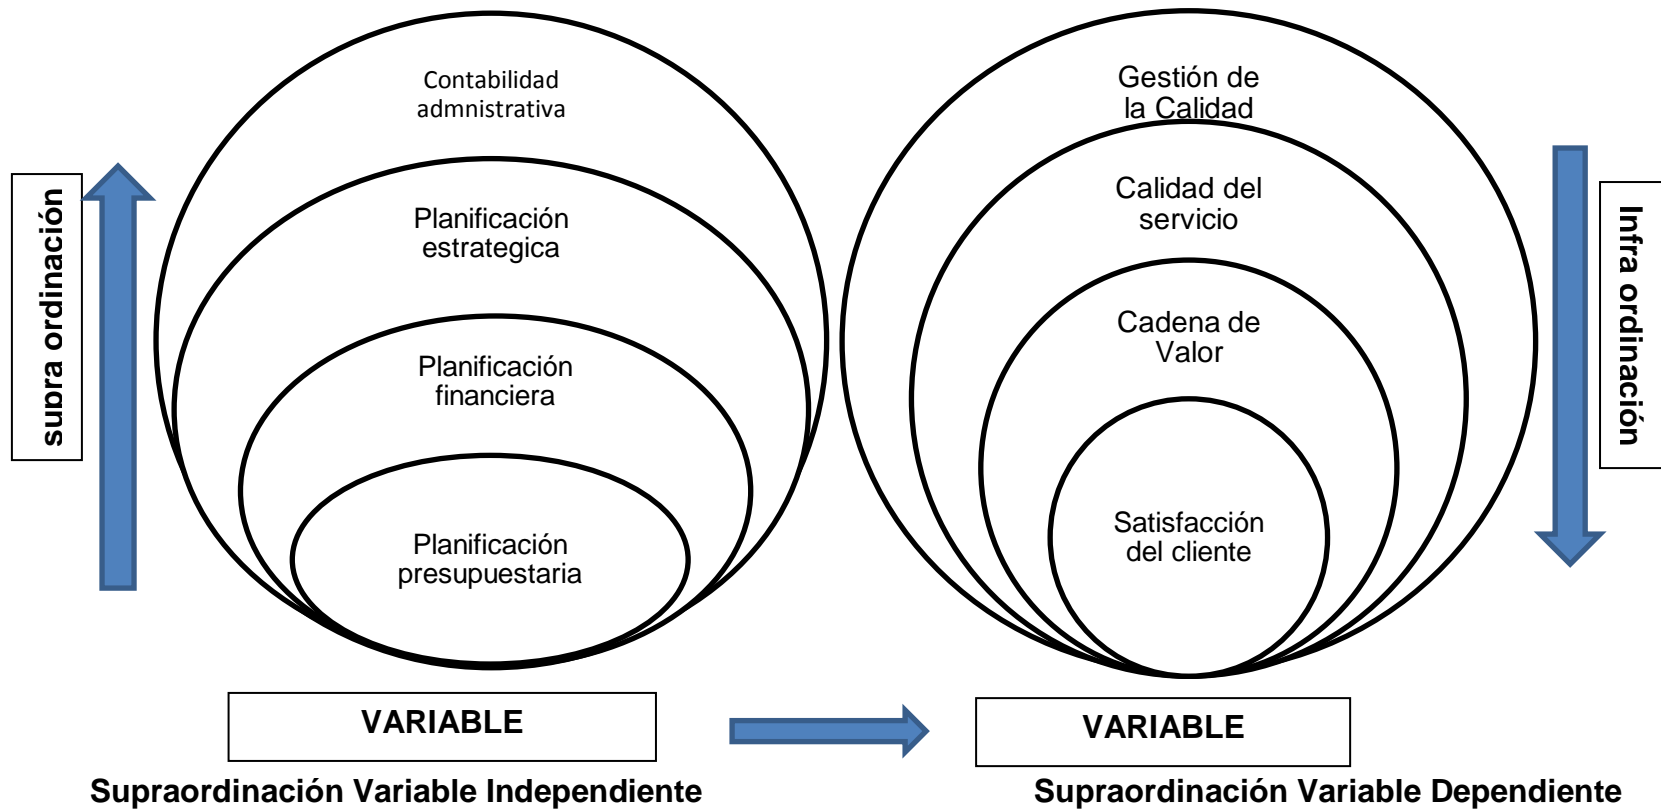 Contabilidad
admnistrativa
Planificación
estrategica
Planificación
financiera
Planificación
presupuestaria
supra ordinación
Gestión de
la Calidad
Calidad del
servicio
Cadena de
Valor
Satisfacción
del cliente
Infra ordinación
VARIABLE
VARIABLE
Supraordinación Variable Independiente
Supraordinación Variable Dependiente